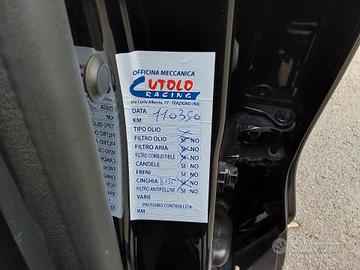 OFFICINA MECCANICA
CUTOLO
RACING
Via Carlo Alberto, 77 - TERZIGNO (NA)
DATA
KM 110350
TIPO OLIO
FILTRO OLIO SI NO
FILTRO ARIA SI NO
FILTRO COMBUSTIBILE SI NO
CANDELE SI NO
FRENI SI NO
CINGHIA SI NO
FILTRO ANTIPOLLINE SI NO
VARIE
PROSSIMO CONTROLLO A
KM